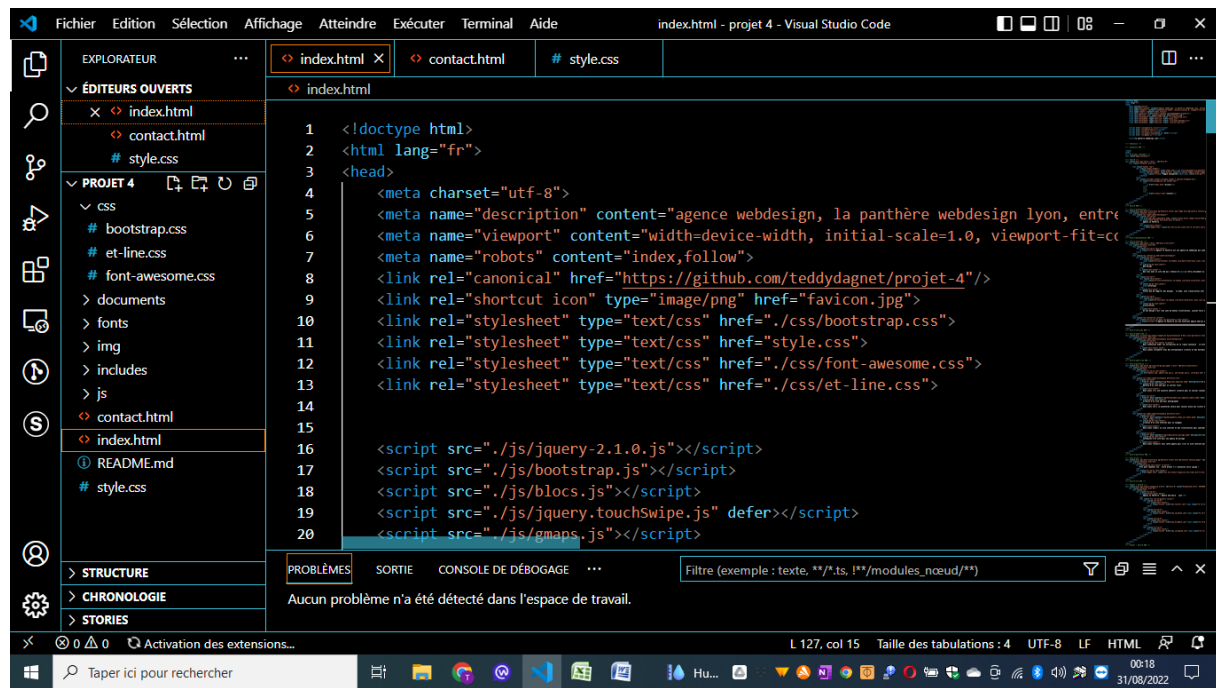 Fichier Edition Sélection Affichage Atteindre Exécuter Terminal Aide index.html - projet 4 - Visual Studio Code
EXPLORATEUR ···
ÉDITEURS OUVERTS
index.html
contact.html
# style.css
PROJET 4
css
# bootstrap.css
# et-line.css
# font-awesome.css
documents
fonts
img
includes
js
contact.html
index.html
README.md
# style.css
STRUCTURE
CHRONOLOGIE
STORIES
index.html contact.html # style.css
index.html
1 <!doctype html>
2 <html lang="fr">
3 <head>
4 <meta charset="utf-8">
5 <meta name="description" content="agence webdesign, la panthère webdesign lyon, entre
6 <meta name="viewport" content="width=device-width, initial-scale=1.0, viewport-fit=co
7 <meta name="robots" content="index,follow">
8 <link rel="canonical" href="https://github.com/teddydagnet/projet-4"/>
9 <link rel="shortcut icon" type="image/png" href="favicon.jpg">
10 <link rel="stylesheet" type="text/css" href="./css/bootstrap.css">
11 <link rel="stylesheet" type="text/css" href="style.css">
12 <link rel="stylesheet" type="text/css" href="./css/font-awesome.css">
13 <link rel="stylesheet" type="text/css" href="./css/et-line.css">
14
15
16 <script src="./js/jquery-2.1.0.js"></script>
17 <script src="./js/bootstrap.js"></script>
18 <script src="./js/blocs.js"></script>
19 <script src="./js/jquery.touchSwipe.js" defer></script>
20 <script src="./js/gmaps.js"></script>
PROBLÈMES SORTIE CONSOLE DE DÉBOGAGE ··· Filtre (exemple : texte, **/*.ts, !**/modules_nœud/**)
Aucun problème n'a été détecté dans l'espace de travail.
0 0 Activation des extensions... L 127, col 15 Taille des tabulations : 4 UTF-8 LF HTML
Taper ici pour rechercher Hu... 00:18
31/08/2022